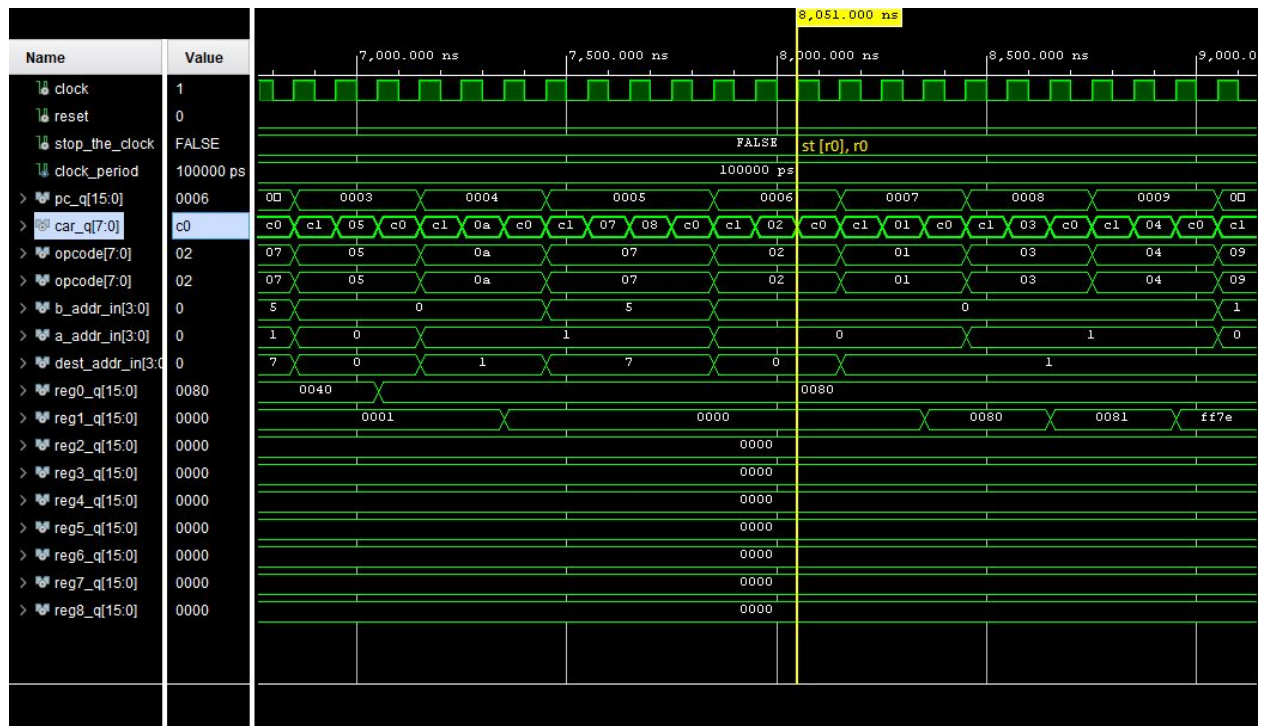 8,051.000 ns
Name Value 7,000.000 ns 7,500.000 ns 8,000.000 ns 8,500.000 ns 9,000.0
clock 1
reset 0
stop_the_clock FALSE FALSE st [r0], r0
clock_period 100000 ps 100000 ps
pc_q[15:0] 0006 0003 0004 0005 0006 0007 0008 0009
car_q[7:0] c0 c0 c1 05 c0 c1 0a c0 c1 07 08 c0 c1 02 c0 c1 01 c0 c1 03 c0 c1 04 c0 c1
opcode[7:0] 02 07 05 0a 07 02 01 03 04 09
opcode[7:0] 02 07 05 0a 07 02 01 03 04 09
b_addr_in[3:0] 0 5 0 5 0 1
a_addr_in[3:0] 0 1 0 1 0 1 0
dest_addr_in[3:0 0 7 0 1 7 0 1
reg0_q[15:0] 0080 0040 0080
reg1_q[15:0] 0000 0001 0000 0080 0081 ff7e
reg2_q[15:0] 0000 0000
reg3_q[15:0] 0000 0000
reg4_q[15:0] 0000 0000
reg5_q[15:0] 0000 0000
reg6_q[15:0] 0000 0000
reg7_q[15:0] 0000 0000
reg8_q[15:0] 0000 0000